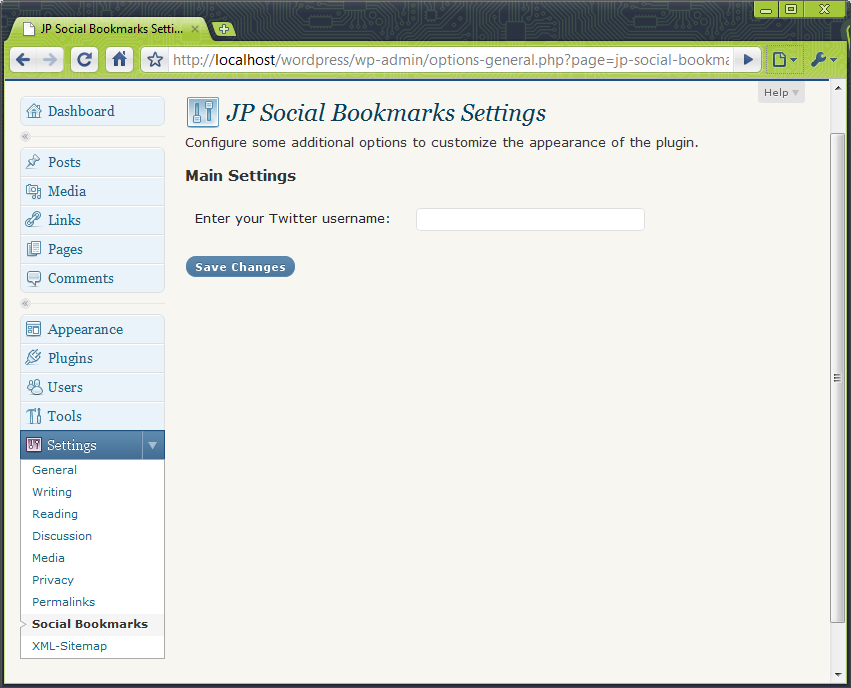 JP Social Bookmarks Setti...
http://localhost/wordpress/wp-admin/options-general.php?page=jp-social-bookma
Help
Dashboard
Posts
Media
Links
Pages
Comments
Appearance
Plugins
Users
Tools
Settings
General
Writing
Reading
Discussion
Media
Privacy
Permalinks
Social Bookmarks
XML-Sitemap
JP Social Bookmarks Settings
Configure some additional options to customize the appearance of the plugin.
Main Settings
Enter your Twitter username:
Save Changes